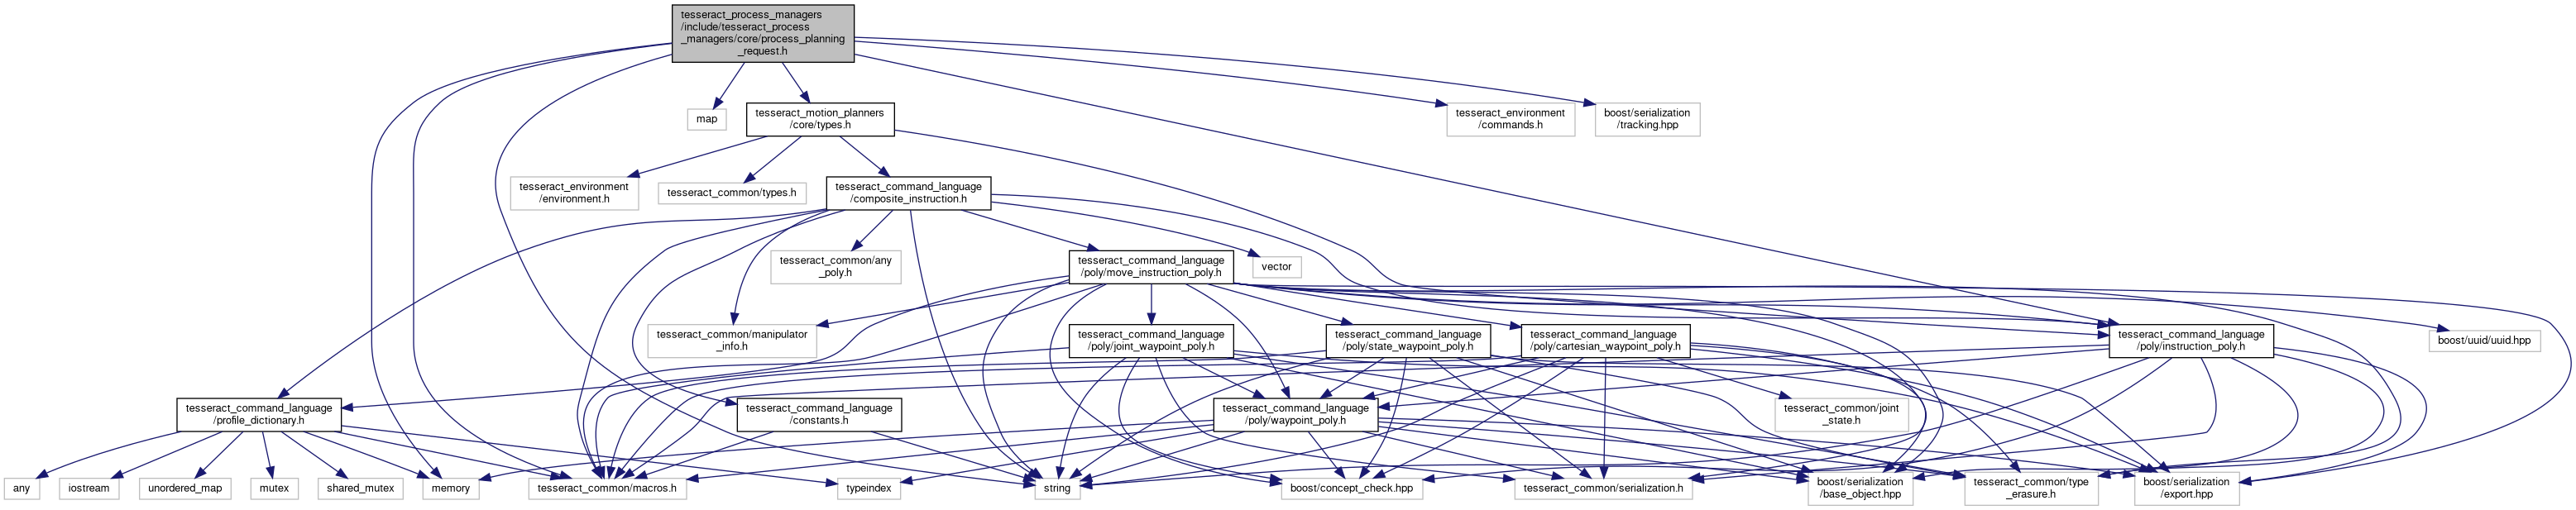 tesseract_process_managers
/include/tesseract_process
_managers/core/process_planning
_request.h
map
tesseract_motion_planners
/core/types.h
tesseract_environment
/commands.h
boost/serialization
/tracking.hpp
tesseract_environment
/environment.h
tesseract_common/types.h
tesseract_command_language
/composite_instruction.h
tesseract_common/any
_poly.h
tesseract_command_language
/poly/move_instruction_poly.h
vector
tesseract_common/manipulator
_info.h
tesseract_command_language
/poly/joint_waypoint_poly.h
tesseract_command_language
/poly/state_waypoint_poly.h
tesseract_command_language
/poly/cartesian_waypoint_poly.h
tesseract_command_language
/poly/instruction_poly.h
boost/uuid/uuid.hpp
tesseract_command_language
/profile_dictionary.h
tesseract_command_language
/constants.h
tesseract_command_language
/poly/waypoint_poly.h
tesseract_common/joint
_state.h
any
iostream
unordered_map
mutex
shared_mutex
memory
tesseract_common/macros.h
typeindex
string
boost/concept_check.hpp
tesseract_common/serialization.h
boost/serialization
/base_object.hpp
tesseract_common/type
_erasure.h
boost/serialization
/export.hpp